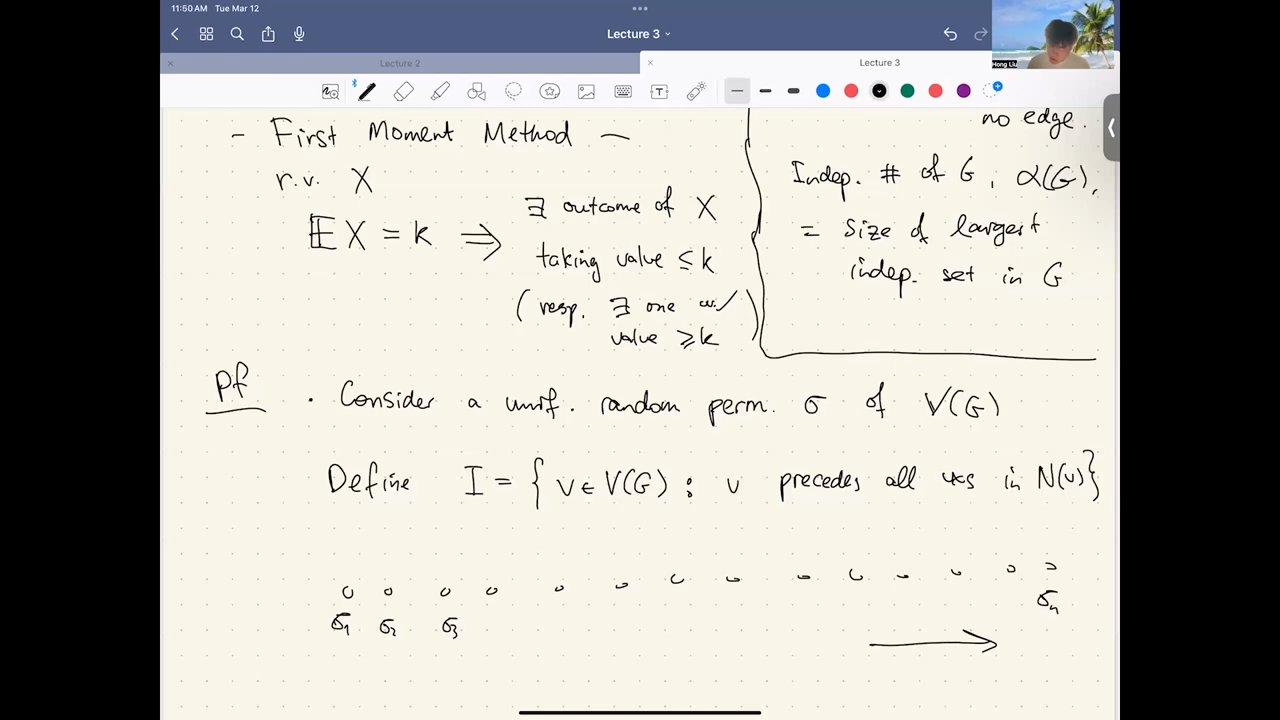 11:50 AM Tue Mar 12
Lecture 3
Hong Liu
Lecture 2
Lecture 3
- First Moment Method -
r.v. X
𝔼X = k ⇒
∃ outcome of X
taking value ≤ k
(resp. ∃ one w/
value ≥ k)
no edge.
Indep. # of G, α(G),
= size of largest
indep. set in G
Pf
· Consider a unif. random perm. σ of V(G)
Define I = { v ∈ V(G) : v precedes all vxs in N(v)}
σ1 σ2 σ3 σn